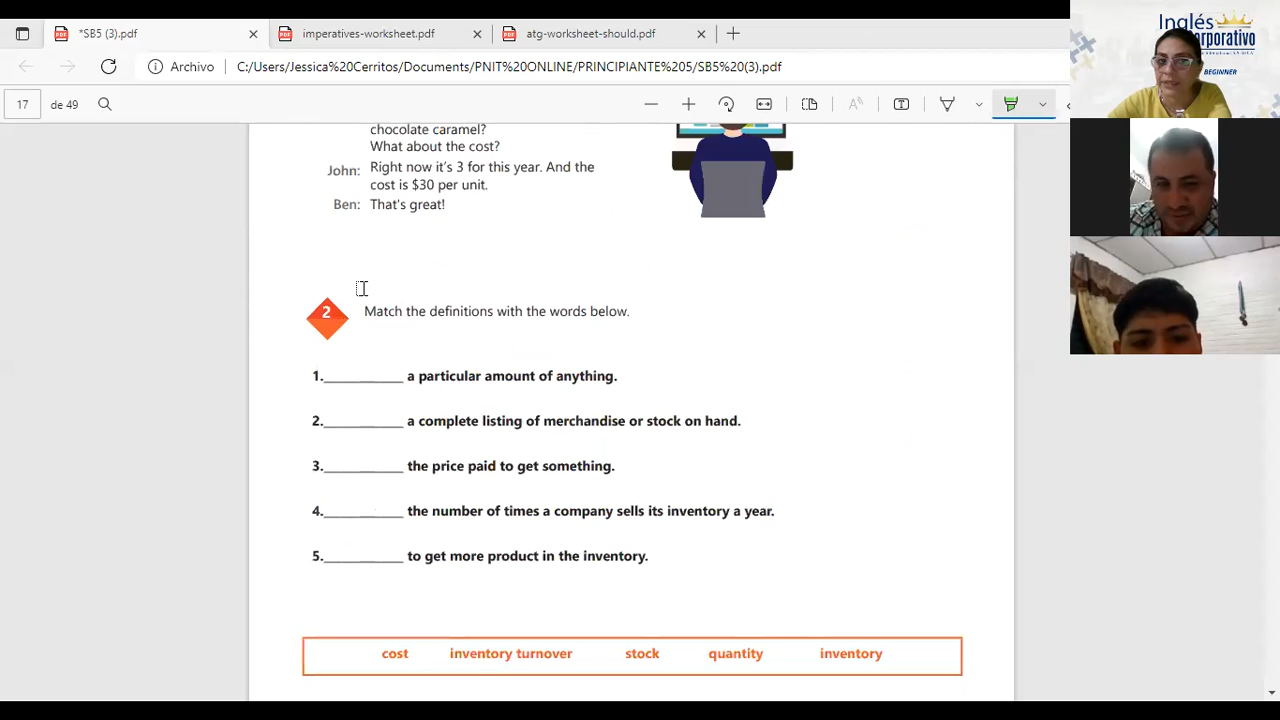 *SB5 (3).pdf
imperatives-worksheet.pdf
atg-worksheet-should.pdf
Archivo
C:/Users/Jessica%20Cerritos/Documents/PNIT%20ONLINE/PRINCIPIANTE%205/SB5%20(3).pdf
17 de 49
chocolate caramel?
What about the cost?
John: Right now it's 3 for this year. And the
cost is $30 per unit.
Ben: That's great!
2 Match the definitions with the words below.
1.__________ a particular amount of anything.
2.__________ a complete listing of merchandise or stock on hand.
3.__________ the price paid to get something.
4.__________ the number of times a company sells its inventory a year.
5.__________ to get more product in the inventory.
cost inventory turnover stock quantity inventory
Inglés
BEGINNER